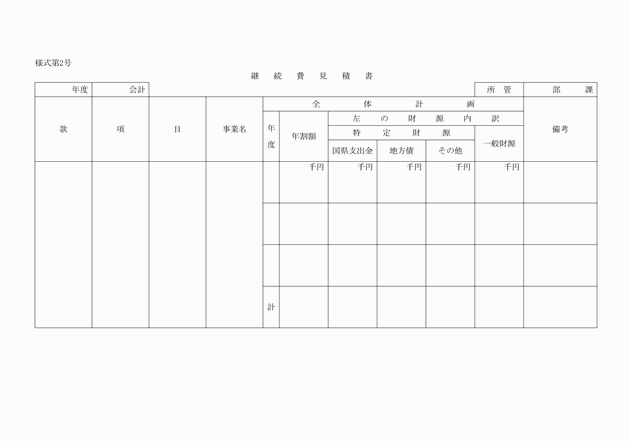 様式第2号
継続費見積書
年度 会計 所管 部 課
款 項 目 事業名 全体計画 備考
年度 年割額 左の財源内訳
特定財源 一般財源
国県支出金 地方債 その他
千円 千円 千円 千円 千円
計